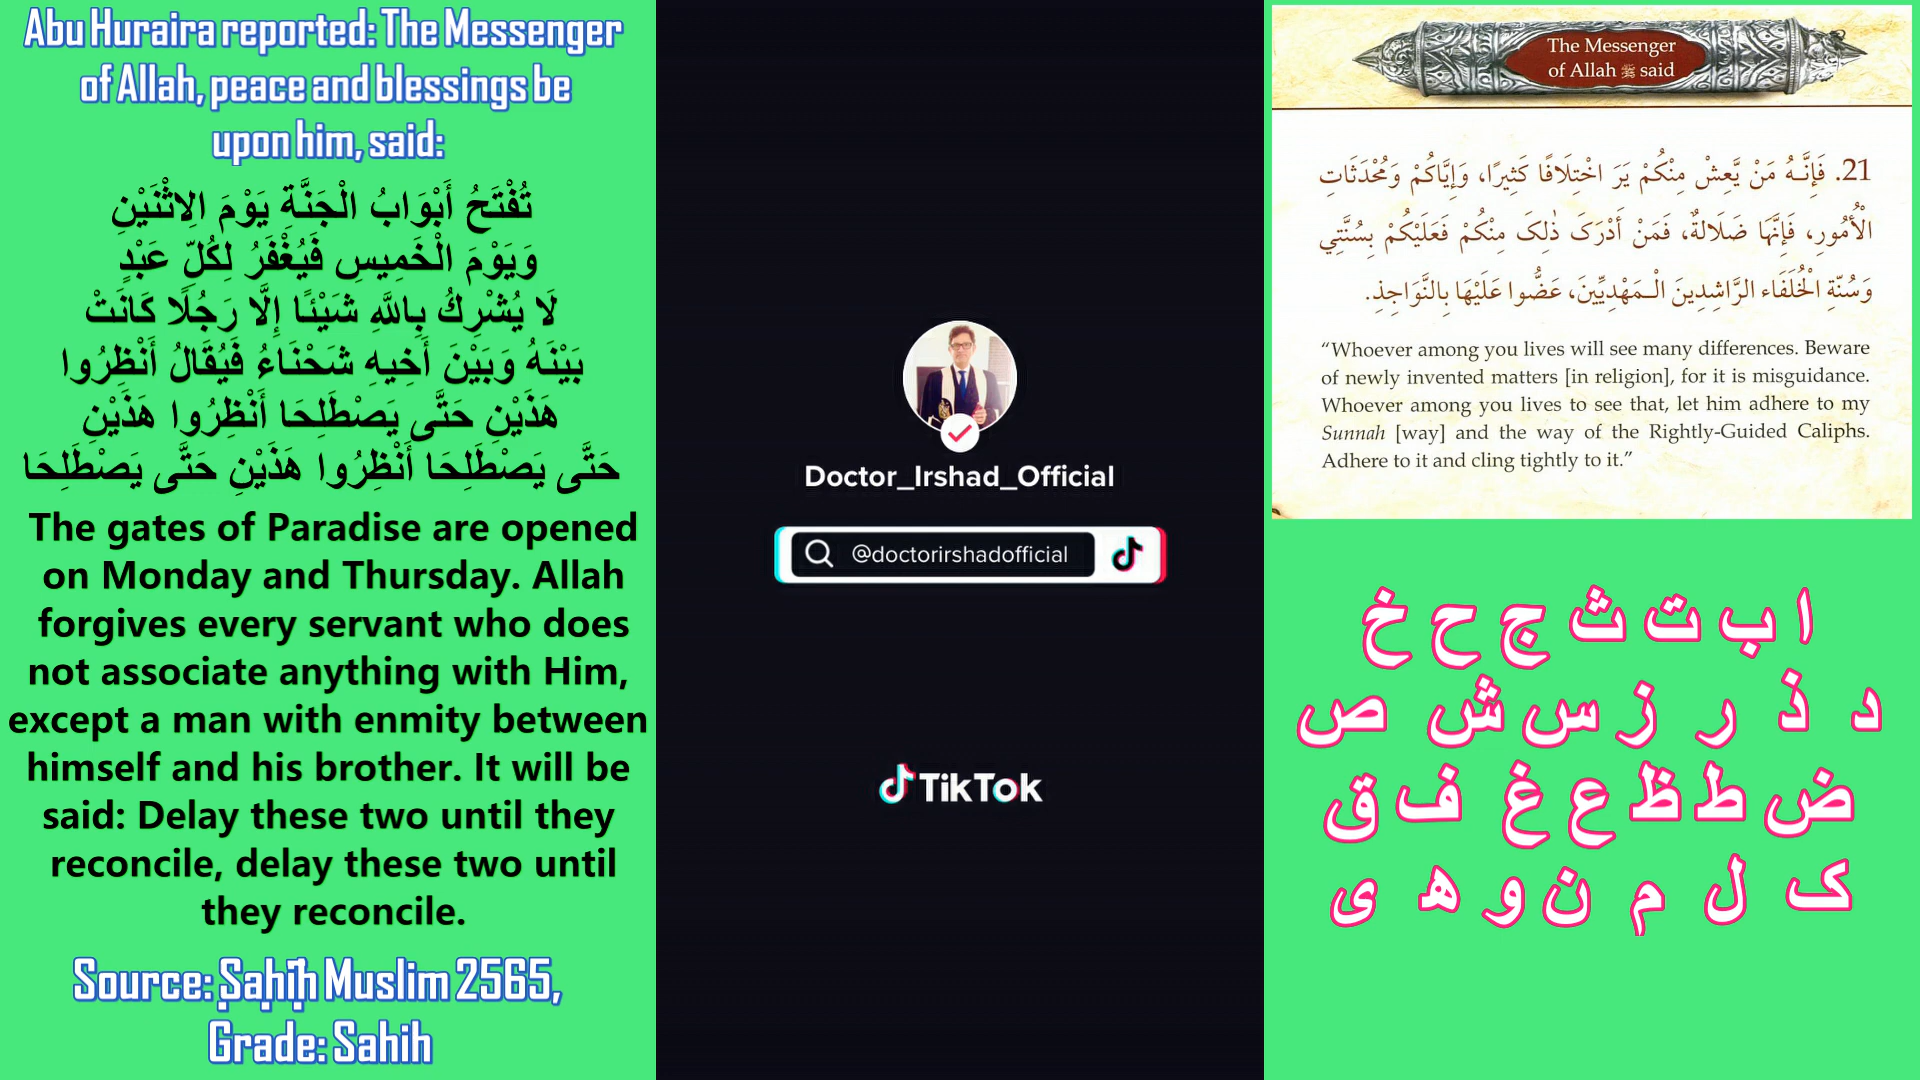 Abu Huraira reported: The Messenger
of Allah, peace and blessings be
upon him, said:
تُفْتَحُ أَبْوَابُ الْجَنَّةِ يَوْمَ الِاثْنَيْنِ
وَيَوْمَ الْخَمِيسِ فَيُغْفَرُ لِكُلِّ عَبْدٍ
لَا يُشْرِكُ بِاللَّهِ شَيْئًا إِلَّا رَجُلًا كَانَتْ
بَيْنَهُ وَبَيْنَ أَخِيهِ شَحْنَاءُ فَيُقَالُ أَنْظِرُوا
هَذَيْنِ حَتَّى يَصْطَلِحَا أَنْظِرُوا هَذَيْنِ
حَتَّى يَصْطَلِحَا أَنْظِرُوا هَذَيْنِ حَتَّى يَصْطَلِحَا
The gates of Paradise are opened
on Monday and Thursday. Allah
forgives every servant who does
not associate anything with Him,
except a man with enmity between
himself and his brother. It will be
said: Delay these two until they
reconcile, delay these two until
they reconcile.
Source: Ṣaḥīḥ Muslim 2565,
Grade: Sahih
Doctor_Irshad_Official
@doctorirshadofficial
TikTok
The Messenger
of Allah ﷺ said
21. فَإِنَّهُ مَنْ يَّعِشْ مِنْكُمْ يَرَ اخْتِلَافًا كَثِيرًا، وَإِيَّاكُمْ وَمُحْدَثَاتِ
الْأُمُورِ، فَإِنَّهَا ضَلَالَةٌ، فَمَنْ أَدْرَكَ ذٰلِكَ مِنْكُمْ فَعَلَيْكُمْ بِسُنَّتِي
وَسُنَّةِ الْخُلَفَاء الرَّاشِدِينَ الْـمَهْدِيِّينَ، عَضُّوا عَلَيْهَا بِالنَّوَاجِذِ.
“Whoever among you lives will see many differences. Beware
of newly invented matters [in religion], for it is misguidance.
Whoever among you lives to see that, let him adhere to my
Sunnah [way] and the way of the Rightly-Guided Caliphs.
Adhere to it and cling tightly to it.”
ا ب ت ث ج ح خ
د ذ ر ز س ش ص
ض ط ظ ع غ ف ق
ک ل م ن و ھ ی